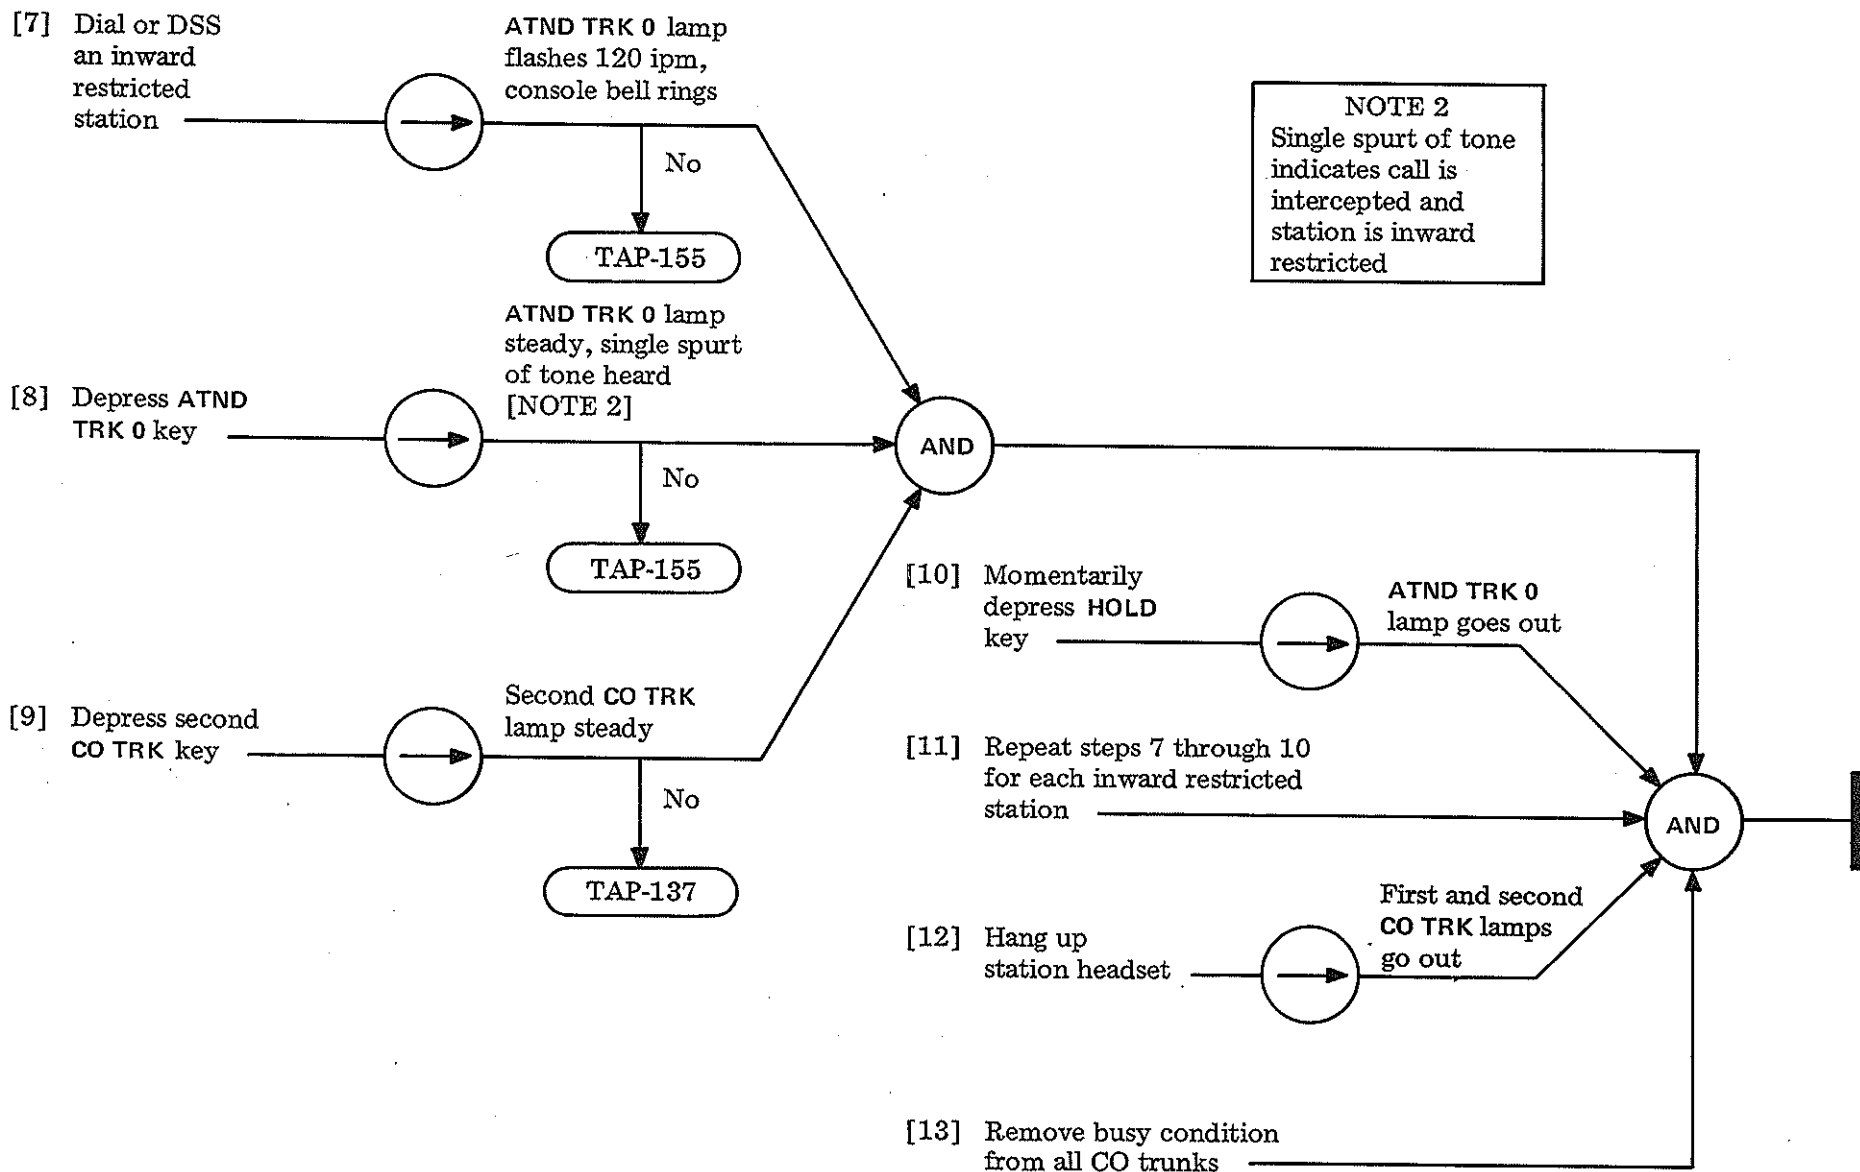 [7] Dial or DSS
an inward
restricted
station
ATND TRK 0 lamp
flashes 120 ipm,
console bell rings
No
TAP-155
NOTE 2
Single spurt of tone
indicates call is
intercepted and
station is inward
restricted
[8] Depress ATND
TRK 0 key
ATND TRK 0 lamp
steady, single spurt
of tone heard
[NOTE 2]
No
TAP-155
AND
[9] Depress second
CO TRK key
Second CO TRK
lamp steady
No
TAP-137
[10] Momentarily
depress HOLD
key
ATND TRK 0
lamp goes out
[11] Repeat steps 7 through 10
for each inward restricted
station
AND
[12] Hang up
station headset
First and second
CO TRK lamps
go out
[13] Remove busy condition
from all CO trunks